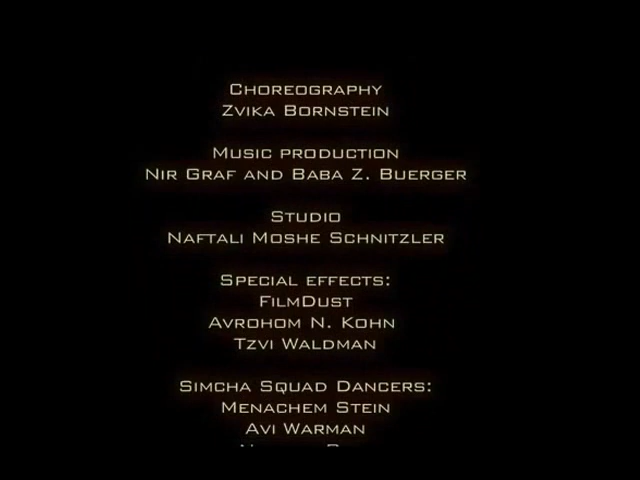 Choreography
Zvika Bornstein
Music production
Nir Graf and Baba Z. Buerger
Studio
Naftali Moshe Schnitzler
Special effects:
FilmDust
Avrohom N. Kohn
Tzvi Waldman
Simcha Squad Dancers:
Menachem Stein
Avi Warman